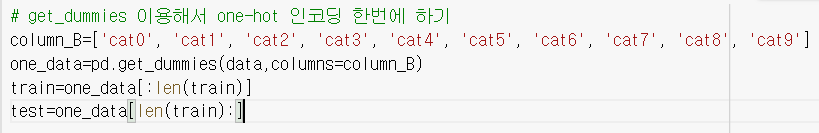 # get_dummies 이용해서 one-hot 인코딩 한번에 하기
column_B=['cat0', 'cat1', 'cat2', 'cat3', 'cat4', 'cat5', 'cat6', 'cat7', 'cat8', 'cat9']
one_data=pd.get_dummies(data,columns=column_B)
train=one_data[:len(train)]
test=one_data[len(train):]